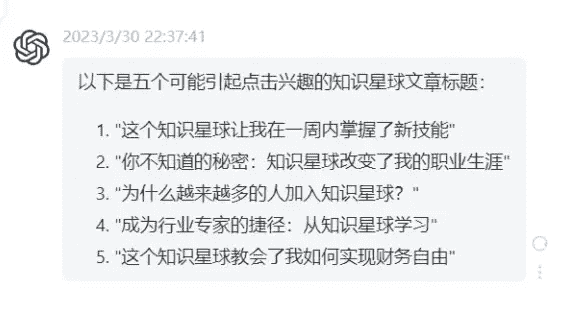 2023/3/30 22:37:41
以下是五个可能引起点击兴趣的知识星球文章标题：
1. "这个知识星球让我在一周内掌握了新技能"
2. "你不知道的秘密：知识星球改变了我的职业生涯"
3. "为什么越来越多的人加入知识星球？"
4. "成为行业专家的捷径：从知识星球学习"
5. "这个知识星球教会了我如何实现财务自由"